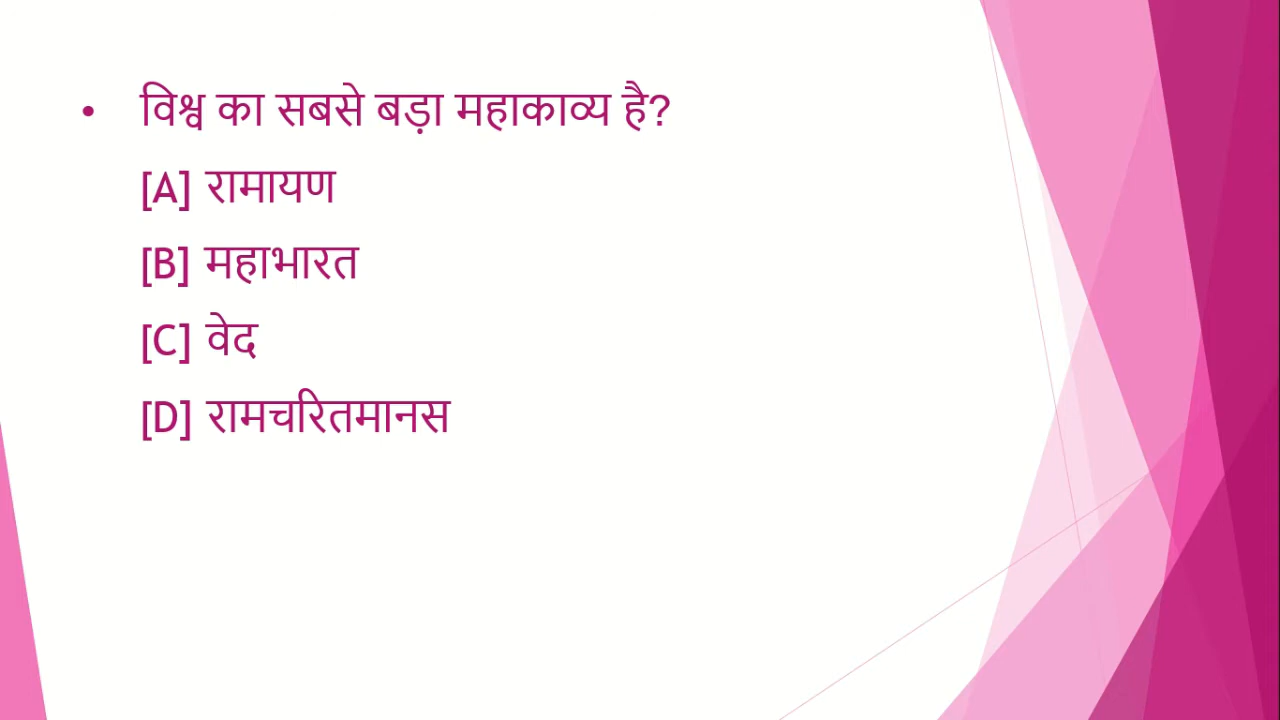 • विश्व का सबसे बड़ा महाकाव्य है?
[A] रामायण
[B] महाभारत
[C] वेद
[D] रामचरितमानस